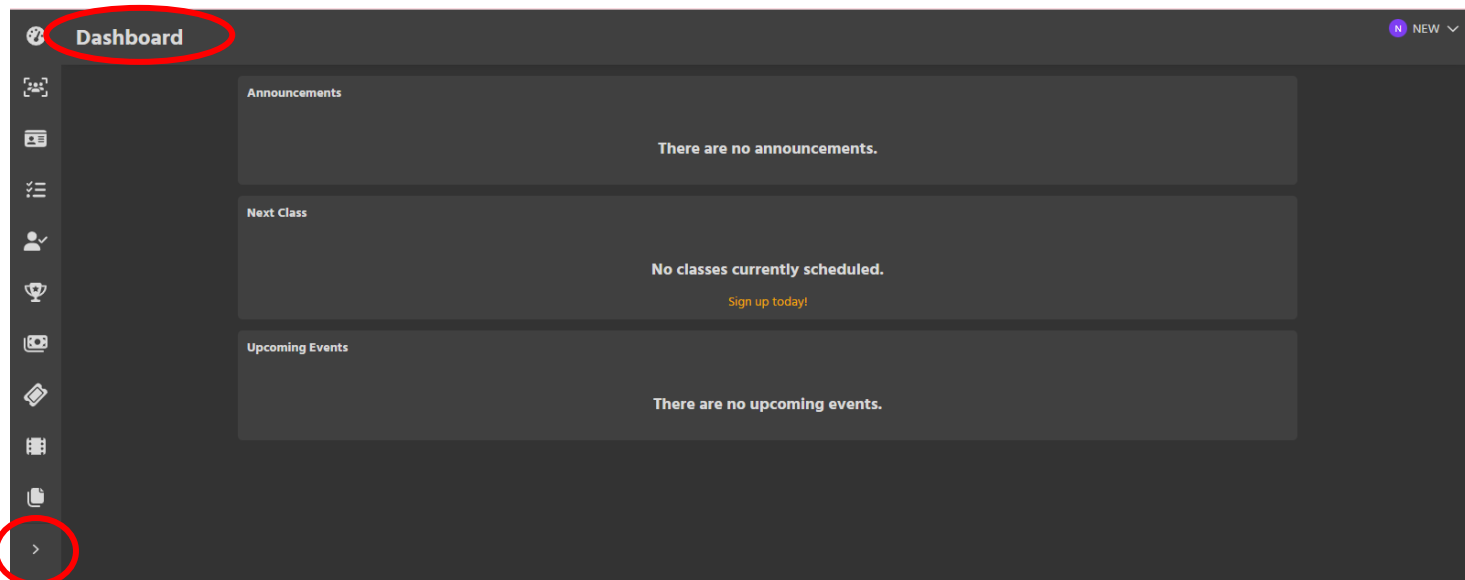 Dashboard
N NEW
Announcements
There are no announcements.
Next Class
No classes currently scheduled.
Sign up today!
Upcoming Events
There are no upcoming events.